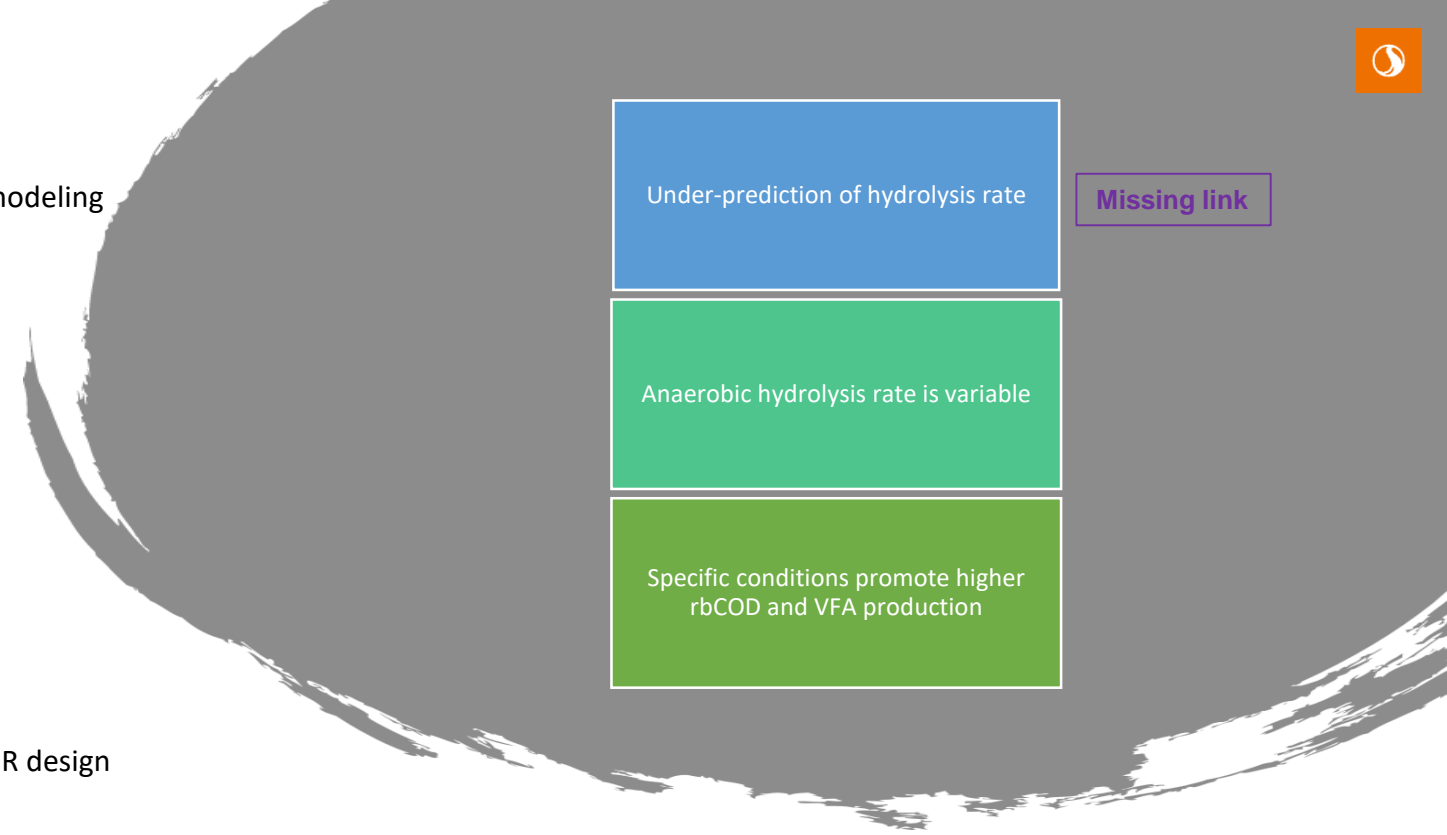 Under-prediction of hydrolysis rate
Missing link
Anaerobic hydrolysis rate is variable
Specific conditions promote higher
rbCOD and VFA production
design